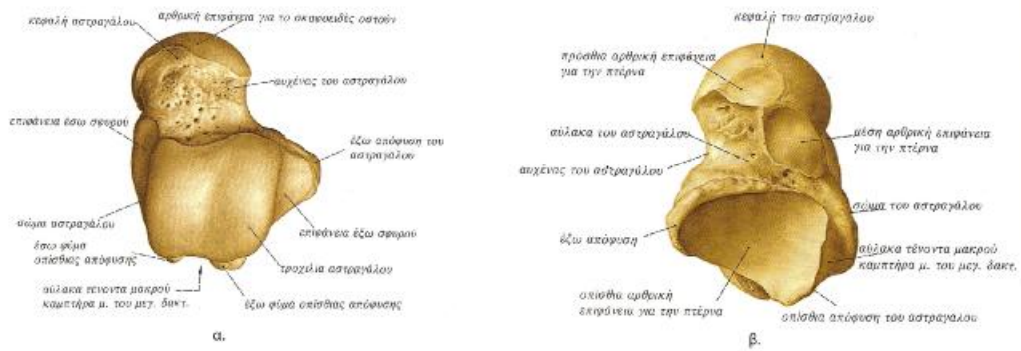 κεφαλή αστραγάλου
αρθρική επιφάνεια για το σκαφοειδές οστούν
αυχένας του αστραγάλου
επιφάνεια έσω σφυρού
έξω απόφυση του
αστραγάλου
σώμα αστραγάλου
επιφάνεια έξω σφυρού
έσω φύμα
οπίσθιας απόφυσης
τροχιλία αστραγάλου
αύλακα τένοντα μακρού
καμπτήρα μ. του μεγ. δακτ.
έξω φύμα οπίσθιας απόφυσης
α.
κεφαλή του αστραγάλου
πρόσθια αρθρική επιφάνεια
για την πτέρνα
αύλακα του αστραγάλου
μέση αρθρική επιφάνεια
για την πτέρνα
αυχένας του αστραγάλου
σώμα του αστραγάλου
έξω απόφυση
αύλακα τένοντα μακρού
καμπτήρα μ. του μεγ. δακτ.
οπίσθια αρθρική
επιφάνεια για την πτέρνα
οπίσθια απόφυση του αστραγάλου
β.